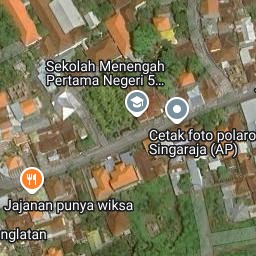 Sekolah Menengah
Pertama Negeri 5...
Cetak foto polaro
Singaraja (AP)
Jajanan punya wiksa
nglatan